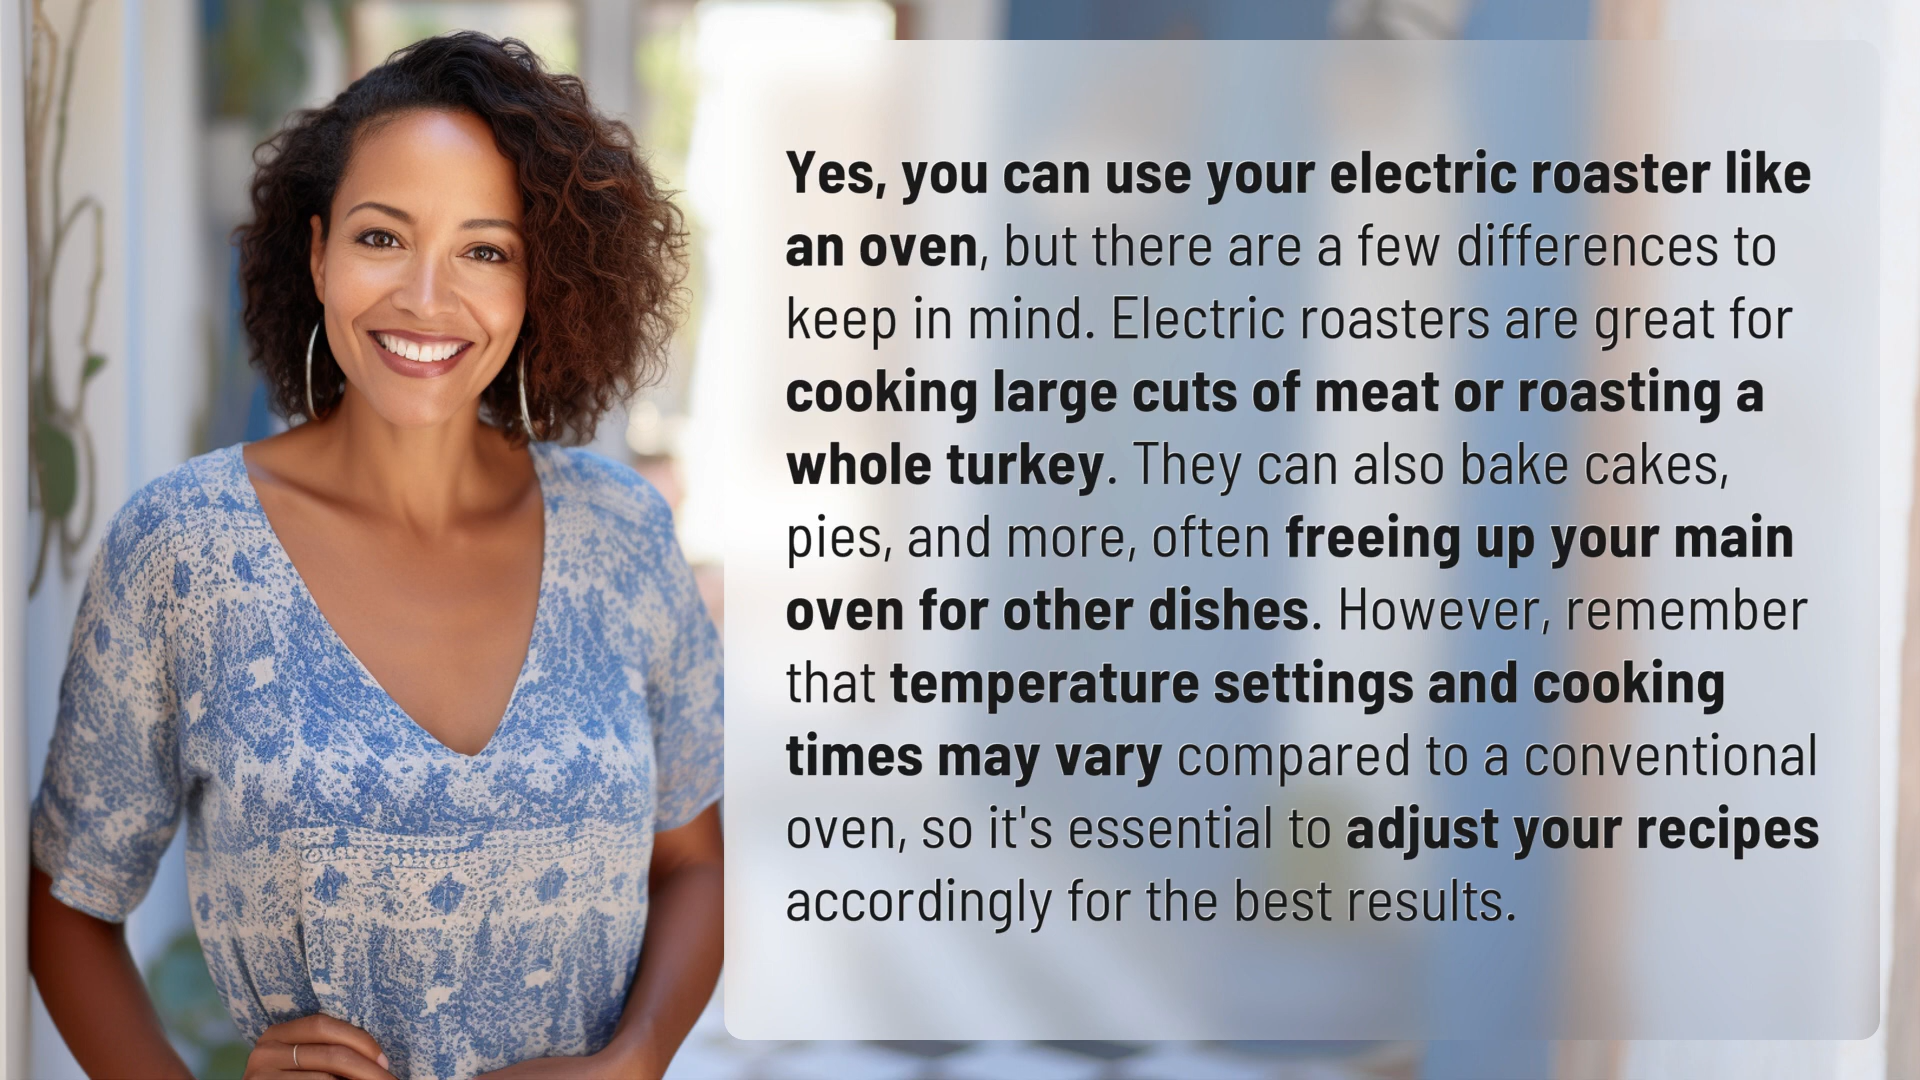 Yes, you can use your electric roaster like
an oven, but there are a few differences to
keep in mind. Electric roasters are great for
cooking large cuts of meat or roasting a
whole turkey. They can also bake cakes,
pies, and more, often freeing up your main
oven for other dishes. However, remember
that temperature settings and cooking
times may vary compared to a conventional
oven, so it's essential to adjust your recipes
accordingly for the best results.